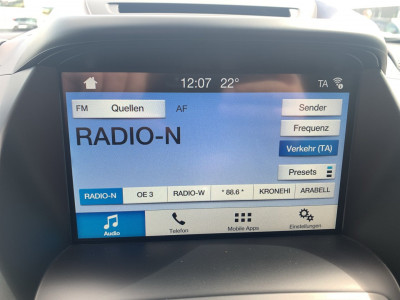 12:07 22° TA
FM Quellen AF Sender
RADIO-N
Frequenz
Verkehr (TA)
Presets
RADIO-N OE 3 RADIO-W * 88.6 * KRONEHI ARABELL
Audio Telefon Mobile Apps Einstellungen